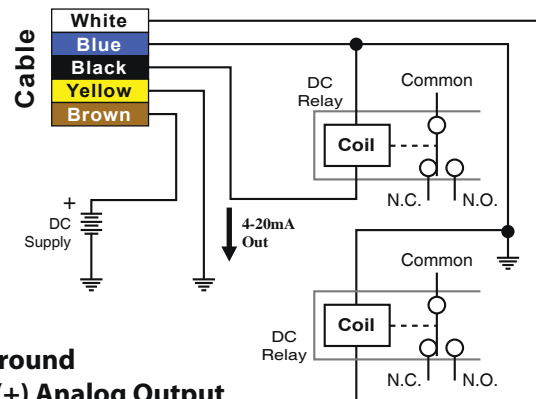 Cable
White
Blue
Black
Yellow
Brown
DC
Relay
Common
Coil
N.C. N.O.
+
DC
Supply
4-20mA
Out
Common
DC
Relay
Coil
N.C. N.O.
round
(+) Analog Output